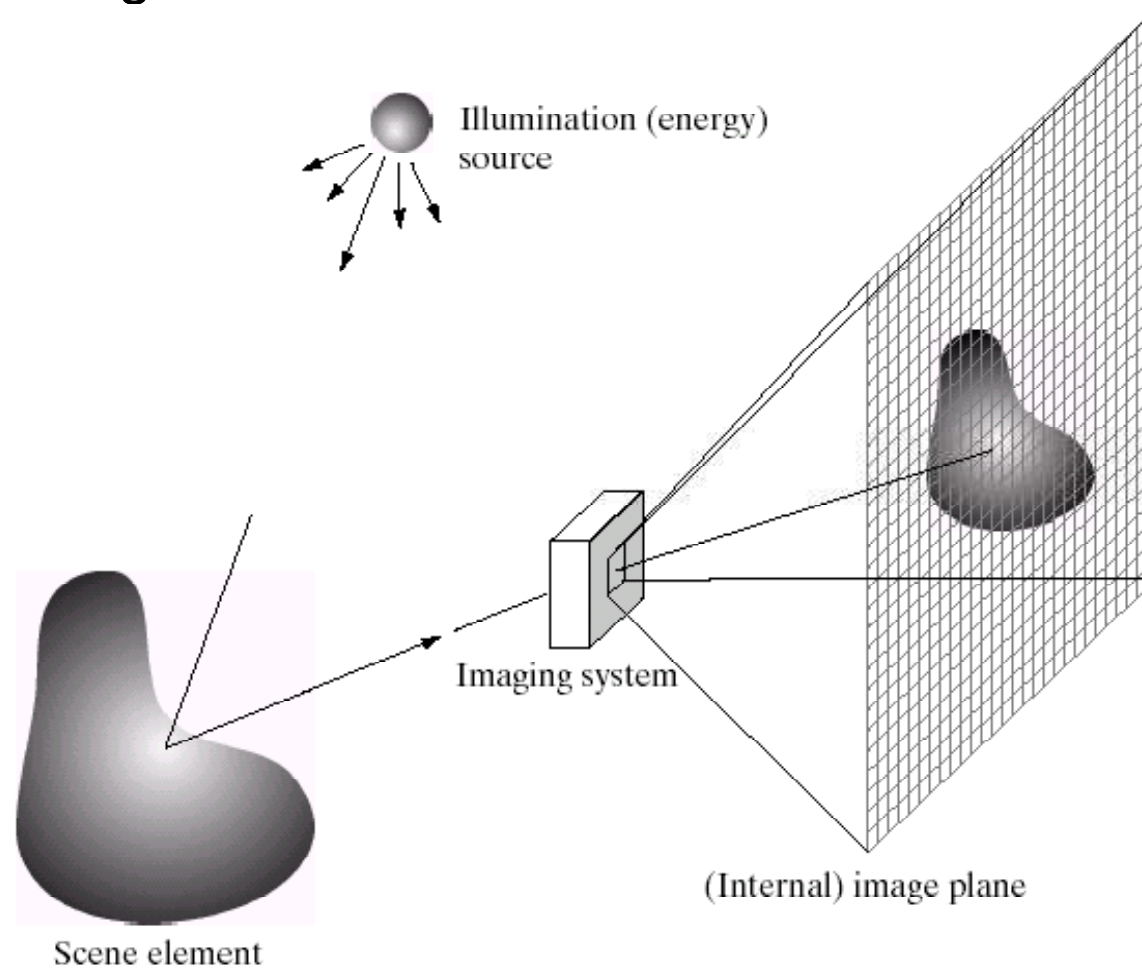 Illumination (energy)
source
Imaging system
(Internal) image plane
Scene element